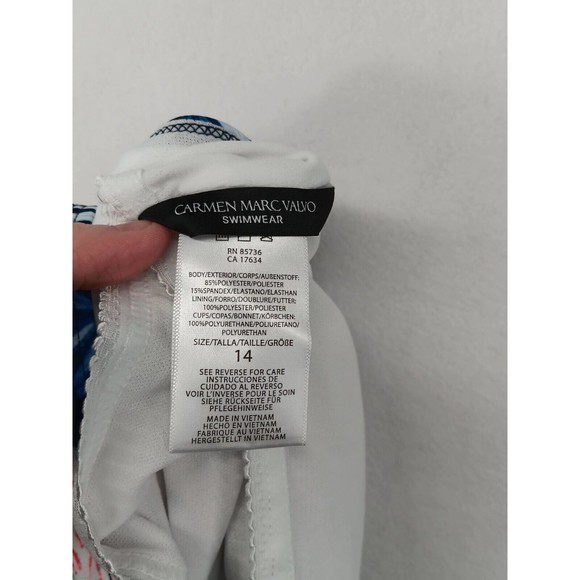 CARMEN MARC VALVO
SWIMWEAR
RN 85736
CA 17634
BODY/EXTERIOR/CORPS/AUßENSTOFF:
85%POLYESTER/POLIESTER
15%SPANDEX/ELASTANO/ELASTHAN
LINING/FORRO/DOUBLURE/FUTTER:
100%POLYESTER/POLIESTER
CUPS/COPAS/BONNET/KÖRBCHEN:
100%POLYURETHANE/POLIURETANO/
POLYURETHAN
SIZE/TALLA/TAILLE/GRÖßE
14
SEE REVERSE FOR CARE
INSTRUCCIONES DE
CUIDADO AL REVERSO
VOIR L'INVERSE POUR LE SOIN
SIEHE RÜCKSEITE FÜR
PFLEGEHINWEISE
MADE IN VIETNAM
HECHO EN VIETNAM
FABRIQUE AU VIETNAM
HERGESTELLT IN VIETNAM